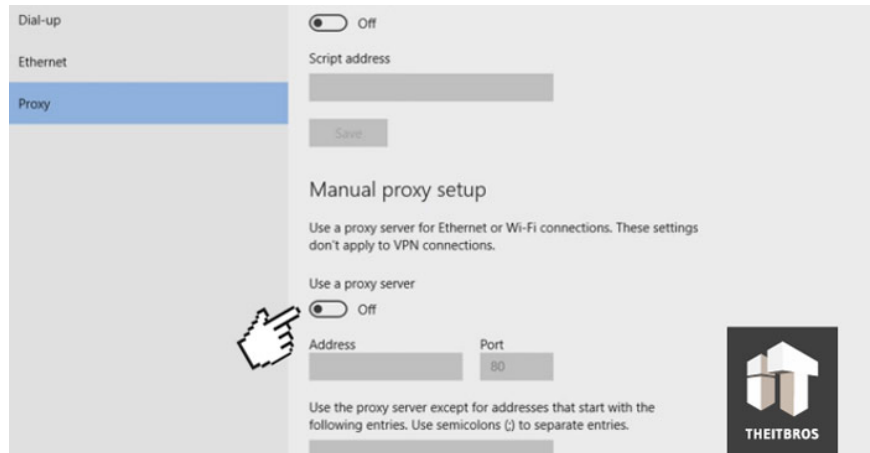 Dial-up
Off
Ethernet
Script address
Proxy
Save
Manual proxy setup
Use a proxy server for Ethernet or Wi-Fi connections. These settings
don't apply to VPN connections.
Use a proxy server
Off
Address
Port
80
Use the proxy server except for addresses that start with the
following entries. Use semicolons (;) to separate entries.
THEITBROS